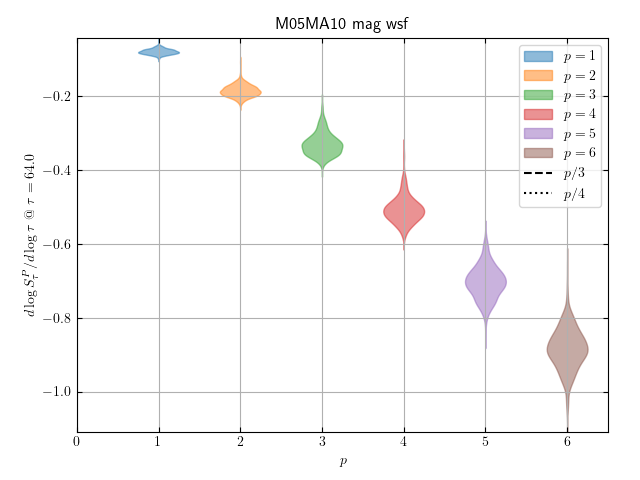 M05MA10 mag wsf
d log S_τ^P / d log τ @ τ = 64.0
−0.2
−0.4
−0.6
−0.8
−1.0
0 1 2 3 4 5 6
p
p = 1
p = 2
p = 3
p = 4
p = 5
p = 6
p/3
p/4